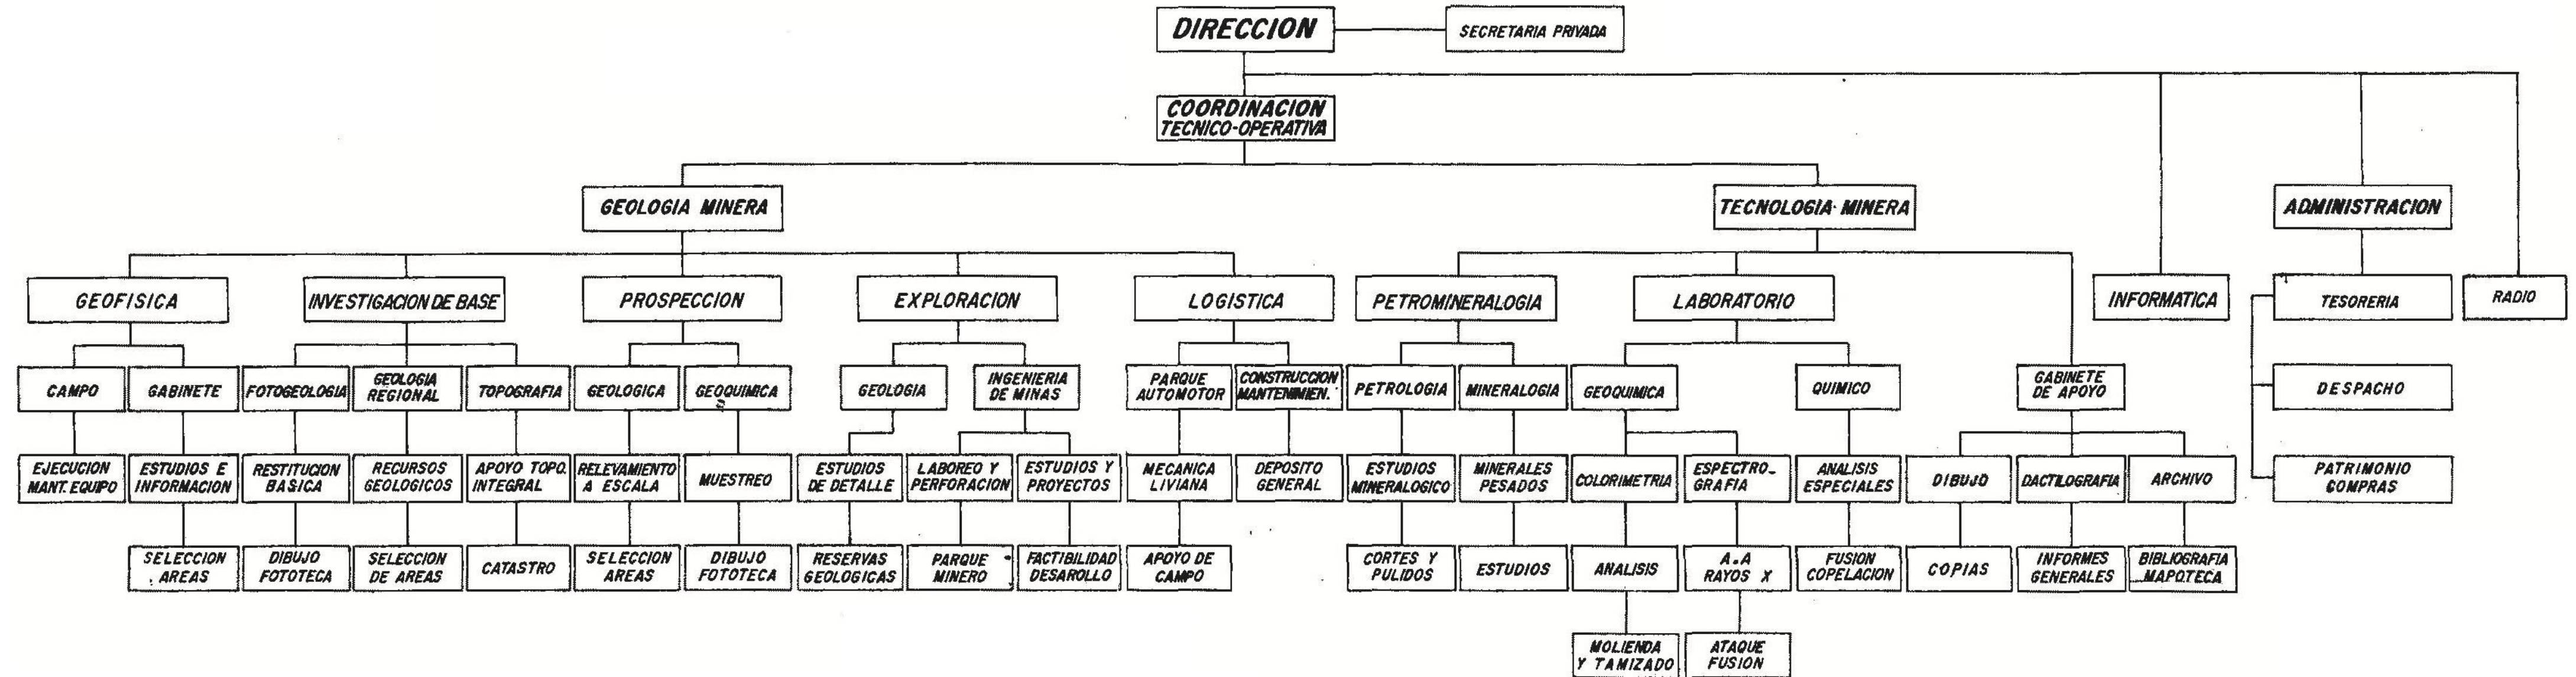 DIRECCION
SECRETARIA PRIVADA
COORDINACION
TECNICO-OPERATIVA
GEOLOGIA MINERA
TECNOLOGIA MINERA
ADMINISTRACION
GEOFISICA
INVESTIGACION DE BASE
PROSPECCION
EXPLORACION
LOGISTICA
PETROMINERALOGIA
LABORATORIO
INFORMATICA
TESORERIA
RADIO
CAMPO
GABINETE
FOTOGEOLOGIA
GEOLOGIA
REGIONAL
TOPOGRAFIA
GEOLOGICA
GEOQUIMICA
GEOLOGIA
INGENIERIA
DE MINAS
PARQUE
AUTOMOTOR
CONSTRUCCION
MANTENIMIEN.
PETROLOGIA
MINERALOGIA
GEOQUIMICA
QUIMICO
GABINETE
DE APOYO
DESPACHO
EJECUCION
MANT. EQUIPO
ESTUDIOS E
INFORMACION
RESTITUCION
BASICA
RECURSOS
GEOLOGICOS
APOYO TOPO.
INTEGRAL
RELEVAMIENTO
A ESCALA
MUESTREO
ESTUDIOS
DE DETALLE
LABOREO Y
PERFORACION
ESTUDIOS Y
PROYECTOS
MECANICA
LIVIANA
DEPOSITO
GENERAL
ESTUDIOS
MINERALOGICO
MINERALES
PESADOS
COLORIMETRIA
ESPECTRO-
GRAFIA
ANALISIS
ESPECIALES
DIBUJO
DACTILOGRAFIA
ARCHIVO
PATRIMONIO
COMPRAS
SELECCION
AREAS
DIBUJO
FOTOTECA
SELECCION
DE AREAS
CATASTRO
SELECCION
AREAS
DIBUJO
FOTOTECA
RESERVAS
GEOLOGICAS
PARQUE
MINERO
FACTIBILIDAD
DESAROLLO
APOYO DE
CAMPO
CORTES Y
PULIDOS
ESTUDIOS
ANALISIS
A.A
RAYOS X
FUSION
COPELACION
COPIAS
INFORMES
GENERALES
BIBLIOGRAFIA
MAPOTECA
MOLIENDA
Y TAMIZADO
ATAQUE
FUSION